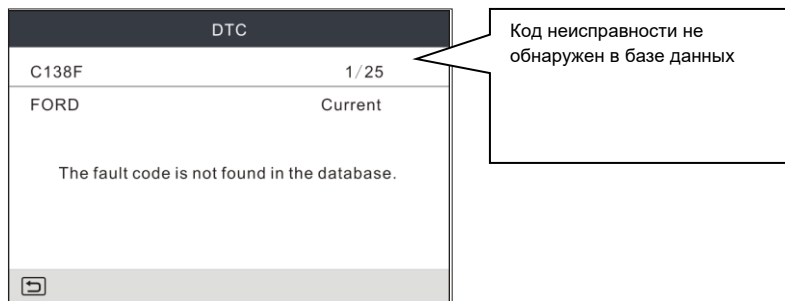 DTC
C138F 1/25
FORD Current
The fault code is not found in the database.
Код неисправности не
обнаружен в базе данных